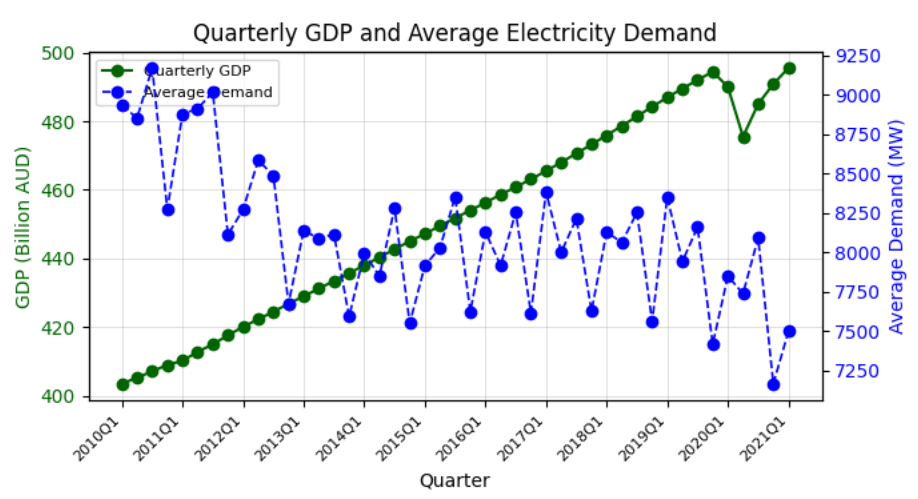 Quarterly GDP and Average Electricity Demand
Quarterly GDP
Average Demand
500
480
460
440
420
400
GDP (Billion AUD)
9250
9000
8750
8500
8250
8000
7750
7500
7250
Average Demand (MW)
2010Q1
2011Q1
2012Q1
2013Q1
2014Q1
2015Q1
2016Q1
2017Q1
2018Q1
2019Q1
2020Q1
2021Q1
Quarter